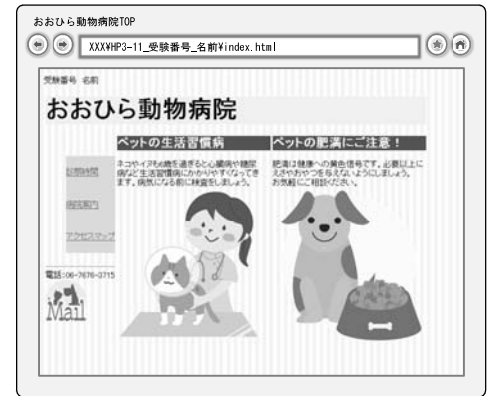 おおひら動物病院TOP
XXX¥HP3-11_受験番号_名前¥index.html
受験番号 名前
おおひら動物病院
ペットの生活習慣病
ネコやイヌも6歳を過ぎると心臓病や糖尿
病など生活習慣病にかかりやすくなってき
ます。病気になる前に検査をしましょう。
ペットの肥満にご注意!
肥満は健康への黄色信号です。必要以上に
えさやおやつを与えないようにしましょう。
お気軽にご相談ください。
診察時間
病院案内
アクセスマップ
電話:06-7676-3715
Mail